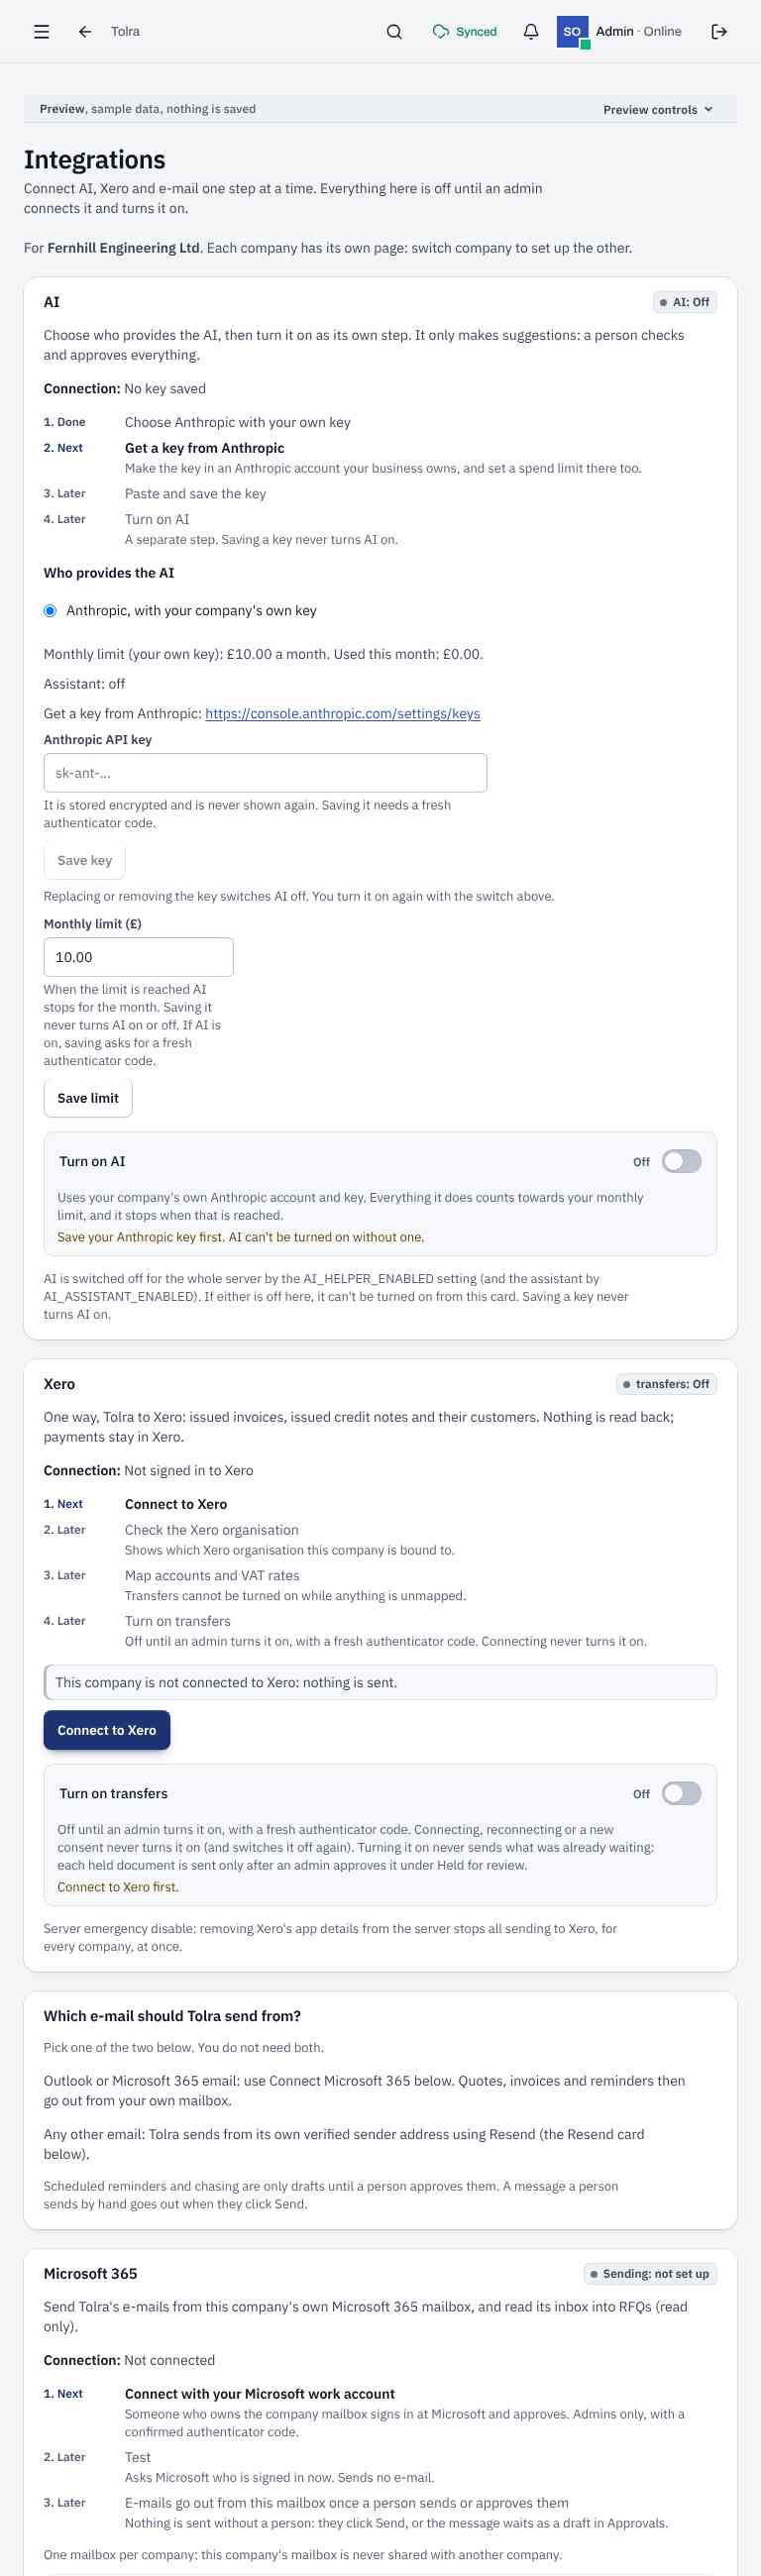 Tolra
Synced
SO
Admin · Online
Preview, sample data, nothing is saved
Preview controls
Integrations
Connect AI, Xero and e-mail one step at a time. Everything here is off until an admin
connects it and turns it on.
For Fernhill Engineering Ltd. Each company has its own page: switch company to set up the other.
AI
AI: Off
Choose who provides the AI, then turn it on as its own step. It only makes suggestions: a person checks
and approves everything.
Connection: No key saved
1. Done
Choose Anthropic with your own key
2. Next
Get a key from Anthropic
Make the key in an Anthropic account your business owns, and set a spend limit there too.
3. Later
Paste and save the key
4. Later
Turn on AI
A separate step. Saving a key never turns AI on.
Who provides the AI
Anthropic, with your company's own key
Monthly limit (your own key): £10.00 a month. Used this month: £0.00.
Assistant: off
Get a key from Anthropic: https://console.anthropic.com/settings/keys
Anthropic API key
sk-ant-...
It is stored encrypted and is never shown again. Saving it needs a fresh
authenticator code.
Save key
Replacing or removing the key switches AI off. You turn it on again with the switch above.
Monthly limit (£)
10.00
When the limit is reached AI
stops for the month. Saving it
never turns AI on or off. If AI is
on, saving asks for a fresh
authenticator code.
Save limit
Turn on AI
Off
Uses your company's own Anthropic account and key. Everything it does counts towards your monthly
limit, and it stops when that is reached.
Save your Anthropic key first. AI can't be turned on without one.
AI is switched off for the whole server by the AI_HELPER_ENABLED setting (and the assistant by
AI_ASSISTANT_ENABLED). If either is off here, it can't be turned on from this card. Saving a key never
turns AI on.
Xero
transfers: Off
One way, Tolra to Xero: issued invoices, issued credit notes and their customers. Nothing is read back;
payments stay in Xero.
Connection: Not signed in to Xero
1. Next
Connect to Xero
2. Later
Check the Xero organisation
Shows which Xero organisation this company is bound to.
3. Later
Map accounts and VAT rates
Transfers cannot be turned on while anything is unmapped.
4. Later
Turn on transfers
Off until an admin turns it on, with a fresh authenticator code. Connecting never turns it on.
This company is not connected to Xero: nothing is sent.
Connect to Xero
Turn on transfers
Off
Off until an admin turns it on, with a fresh authenticator code. Connecting, reconnecting or a new
consent never turns it on (and switches it off again). Turning it on never sends what was already waiting:
each held document is sent only after an admin approves it under Held for review.
Connect to Xero first.
Server emergency disable: removing Xero's app details from the server stops all sending to Xero, for
every company, at once.
Which e-mail should Tolra send from?
Pick one of the two below. You do not need both.
Outlook or Microsoft 365 email: use Connect Microsoft 365 below. Quotes, invoices and reminders then
go out from your own mailbox.
Any other email: Tolra sends from its own verified sender address using Resend (the Resend card
below).
Scheduled reminders and chasing are only drafts until a person approves them. A message a person
sends by hand goes out when they click Send.
Microsoft 365
Sending: not set up
Send Tolra's e-mails from this company's own Microsoft 365 mailbox, and read its inbox into RFQs (read
only).
Connection: Not connected
1. Next
Connect with your Microsoft work account
Someone who owns the company mailbox signs in at Microsoft and approves. Admins only, with a
confirmed authenticator code.
2. Later
Test
Asks Microsoft who is signed in now. Sends no e-mail.
3. Later
E-mails go out from this mailbox once a person sends or approves them
Nothing is sent without a person: they click Send, or the message waits as a draft in Approvals.
One mailbox per company: this company's mailbox is never shared with another company.